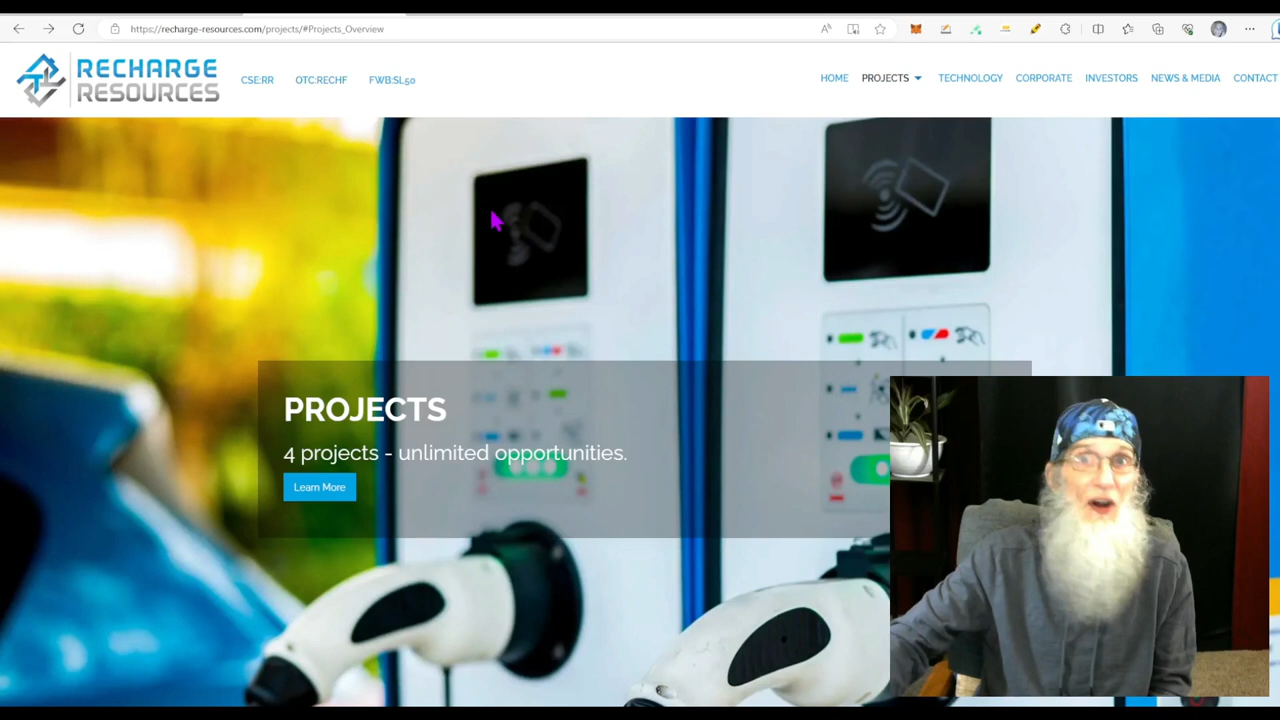 https://recharge-resources.com/projects/#Projects_Overview
RECHARGE
RESOURCES
CSE:RR OTC:RECHF FWB:SL50
HOME PROJECTS TECHNOLOGY CORPORATE INVESTORS NEWS & MEDIA CONTACT
PROJECTS
4 projects - unlimited opportunities.
Learn More